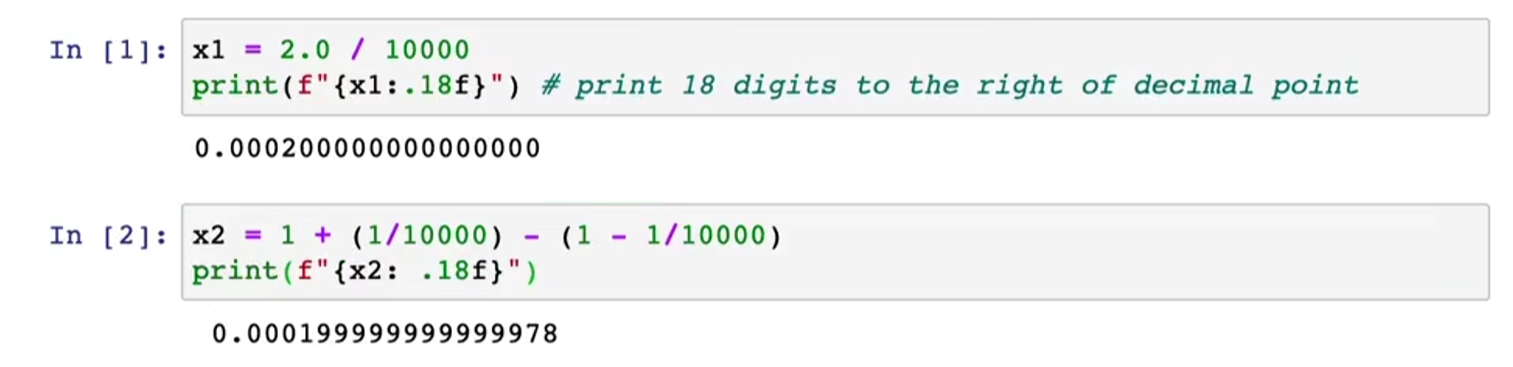 In [1]: x1 = 2.0 / 10000
print(f"{x1:.18f}") # print 18 digits to the right of decimal point
0.000200000000000000
In [2]: x2 = 1 + (1/10000) - (1 - 1/10000)
print(f"{x2: .18f}")
0.000199999999999978